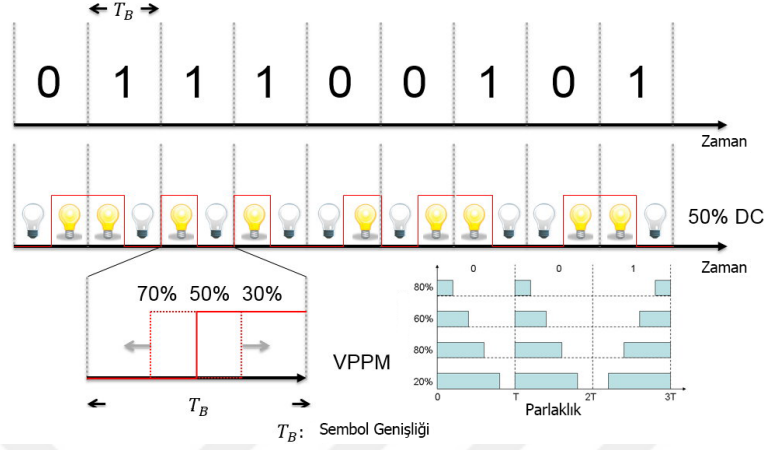 T_B
0 1 1 1 0 0 1 0 1
Zaman
50% DC
Zaman
70% 50% 30%
VPPM
T_B
0 0 1
80%
60%
80%
20%
0 T 2T 3T
Parlaklık
T_B: Sembol Genişliği